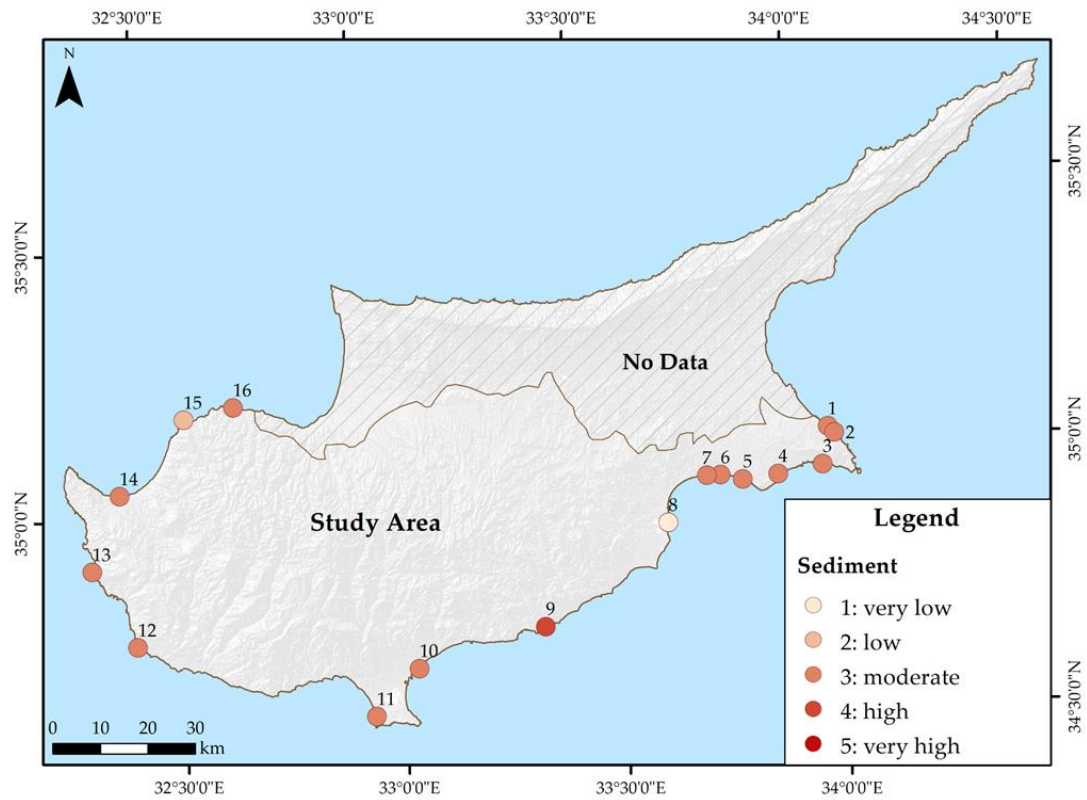 32°30'0"E 33°0'0"E 33°30'0"E 34°0'0"E 34°30'0"E
N
35°30'0"N
35°30'0"N
No Data
16
15
1
2
35°0'0"N
3
4
5
6
7
14
8
Study Area
35°0'0"N
13
9
12
10
11
34°30'0"N
Legend
Sediment
1: very low
2: low
3: moderate
4: high
5: very high
0 10 20 30
km
32°30'0"E 33°0'0"E 33°30'0"E 34°0'0"E